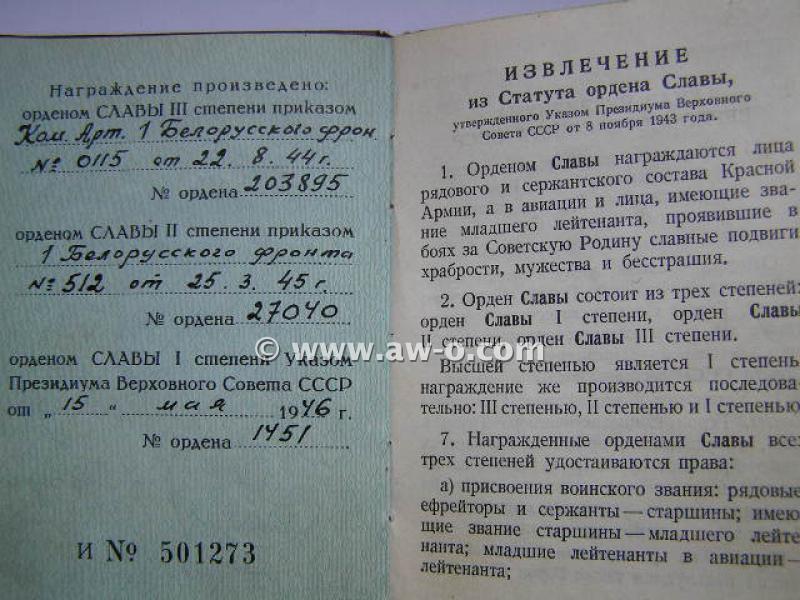 Награждение произведено:
орденом СЛАВЫ III степени приказом
Ком. Арт. 1 Белорусского фрон.
№ 0115 от 22. 8. 44г.
№ ордена 203895
орденом СЛАВЫ II степени приказом
1 Белорусского фронта
№ 512 от 25. 3. 45г.
№ ордена 27040
орденом СЛАВЫ I степени Указом
Президиума Верховного Совета СССР
от „15" мая 1946 г.
№ ордена 1451
И № 501273
ИЗВЛЕЧЕНИЕ
из Статута ордена Славы,
утвержденного Указом Президиума Верховного
Совета СССР от 8 ноября 1943 года.
1. Орденом Славы награждаются лица
рядового и сержантского состава Красной
Армии, а в авиации и лица, имеющие зва-
ние младшего лейтенанта, проявившие в
боях за Советскую Родину славные подвиги
храбрости, мужества и бесстрашия.
2. Орден Славы состоит из трех степеней:
орден Славы I степени, орден Славы
II степени, орден Славы III степени.
Высшей степенью является I степень,
награждение же производится последова-
тельно: III степенью, II степенью и I степенью
7. Награжденные орденами Славы всех
трех степеней удостаиваются права:
а) присвоения воинского звания: рядовые
ефрейторы и сержанты — старшины; имею-
щие звание старшины — младшего лейте-
нанта; младшие лейтенанты в авиации —
лейтенанта;
© www.aw-o.com